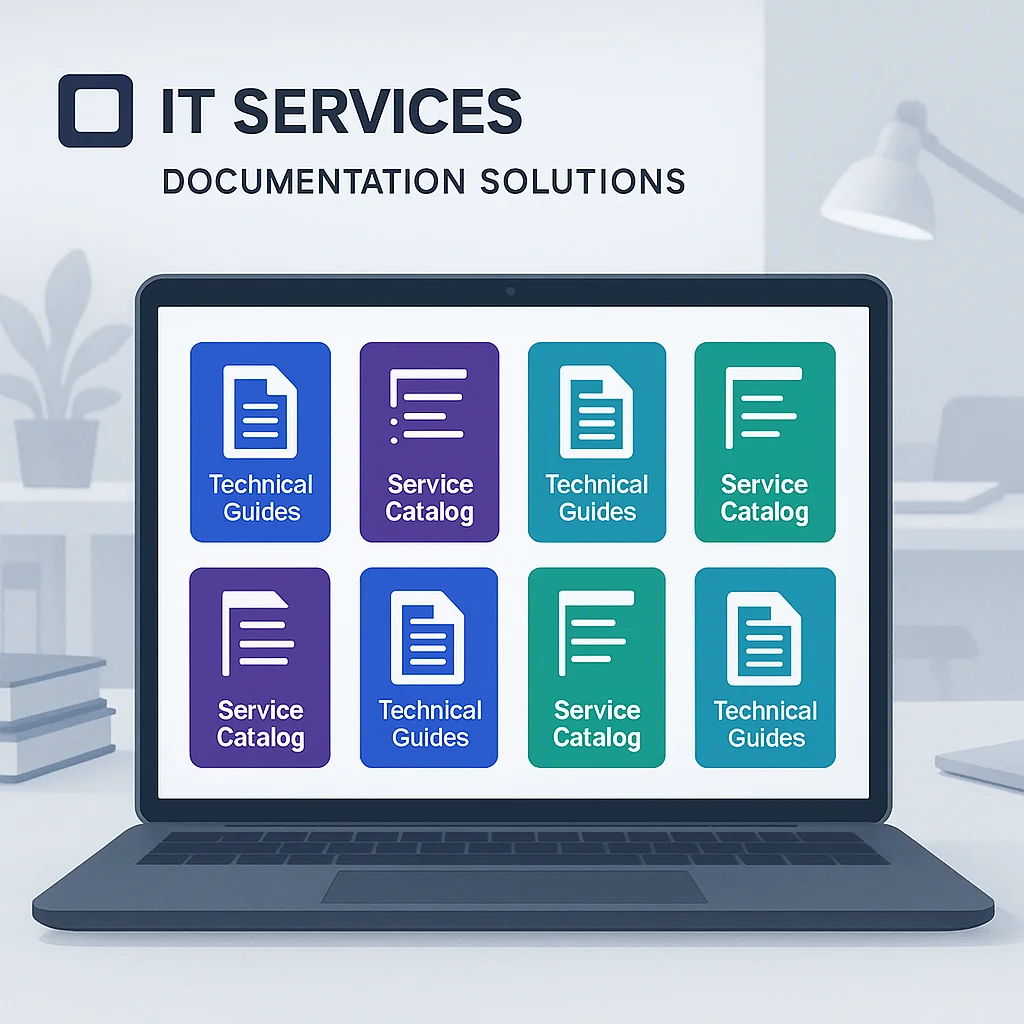 IT SERVICES
DOCUMENTATION SOLUTIONS
Technical
Guides
Service
Catalog
Technical
Guides
Service
Catalog
Service
Catalog
Technical
Guides
Service
Catalog
Technical
Guides